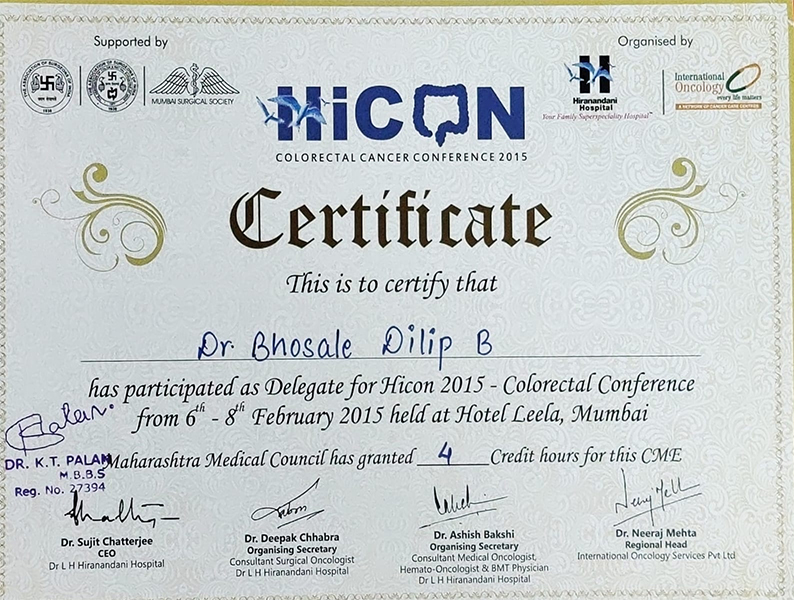 Supported by
Organised by
MUMBAI SURGICAL SOCIETY
H
Hiranandani
Hospital
Your Family Superspeciality Hospital
International
Oncology
every life matters
A NETWORK OF CANCER CARE CENTRES
HiCON
COLORECTAL CANCER CONFERENCE 2015
Certificate
This is to certify that
Dr. Bhosale Dilip B
has participated as Delegate for Hicon 2015 - Colorectal Conference
from 6th - 8th February 2015 held at Hotel Leela, Mumbai
Maharashtra Medical Council has granted 4 Credit hours for this CME
DR. K.T. PALAN
M.B.B.S
Reg. No. 27394
Dr. Sujit Chatterjee
CEO
Dr L H Hiranandani Hospital
Dr. Deepak Chhabra
Organising Secretary
Consultant Surgical Oncologist
Dr L H Hiranandani Hospital
Dr. Ashish Bakshi
Organising Secretary
Consultant Medical Oncologist,
Hemato-Oncologist & BMT Physician
Dr L H Hiranandani Hospital
Dr. Neeraj Mehta
Regional Head
International Oncology Services Pvt Ltd